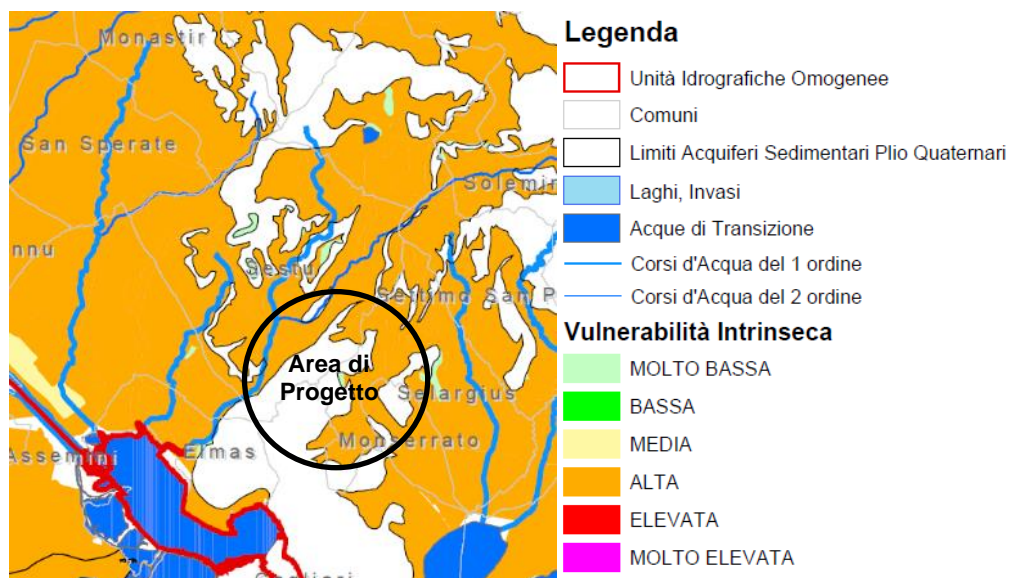 Monastir
San Sperate
Solemin
nnu
Sestu
Settimo San P
Area di
Progetto
Selargius
Monserrato
Elmas
Assemini
Cagliari
Legenda
Unità Idrografiche Omogenee
Comuni
Limiti Acquiferi Sedimentari Plio Quaternari
Laghi, Invasi
Acque di Transizione
Corsi d'Acqua del 1 ordine
Corsi d'Acqua del 2 ordine
Vulnerabilità Intrinseca
MOLTO BASSA
BASSA
MEDIA
ALTA
ELEVATA
MOLTO ELEVATA